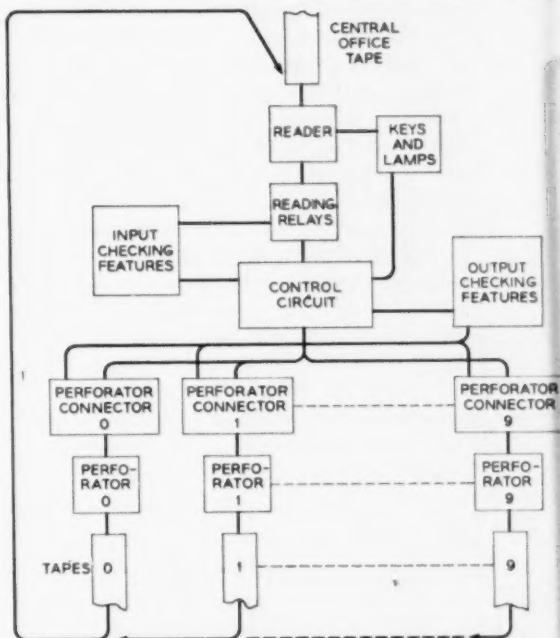 CENTRAL
OFFICE
TAPE
READER
KEYS
AND
LAMPS
READING
RELAYS
INPUT
CHECKING
FEATURES
CONTROL
CIRCUIT
OUTPUT
CHECKING
FEATURES
PERFORATOR
CONNECTOR
0
PERFORATOR
CONNECTOR
1
PERFORATOR
CONNECTOR
9
PERFO-
RATOR
0
PERFO-
RATOR
1
PERFO-
RATOR
9
TAPES
0
1
9